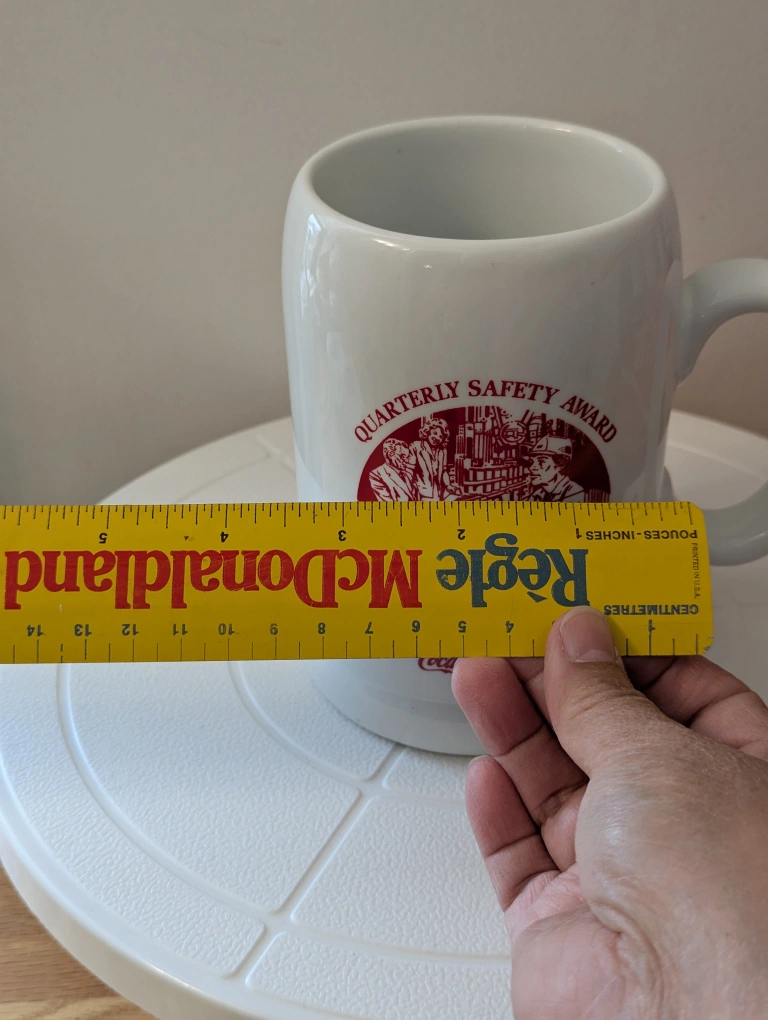 QUARTERLY SAFETY AWARD
POUCES-INCHES 1 2 3 4 5
PRINTED IN U.S.A.
Règle McDonaldland
CENTIMETRES
1 4 5 6 7 8 9 10 11 12 13 14
Coca